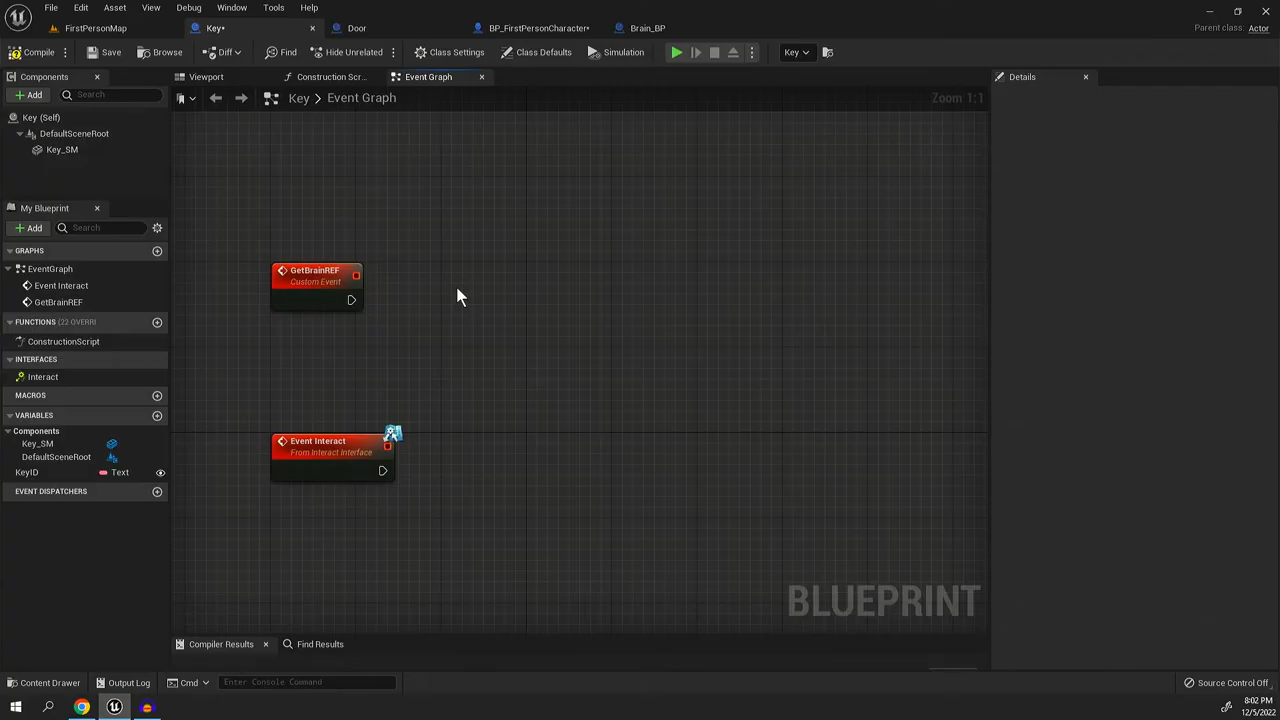 File Edit Asset View Debug Window Tools Help
FirstPersonMap Key* Door BP_FirstPersonCharacter* Brain_BP Parent class: Actor
Compile Save Browse Diff Find Hide Unrelated Class Settings Class Defaults Simulation Key
Components Viewport Construction Scr... Event Graph Details
Add Search Key > Event Graph Zoom 1:1
Key (Self)
DefaultSceneRoot
Key_SM
My Blueprint
Add Search
GRAPHS
EventGraph
Event Interact
GetBrainREF
FUNCTIONS (22 OVERRI
ConstructionScript
INTERFACES
Interact
MACROS
VARIABLES
Components
Key_SM
DefaultSceneRoot
KeyID Text
EVENT DISPATCHERS
GetBrainREF
Custom Event
Event Interact
From Interact Interface
BLUEPRINT
Compiler Results Find Results
Content Drawer Output Log Cmd Enter Console Command Source Control Off
8:02 PM
12/5/2022